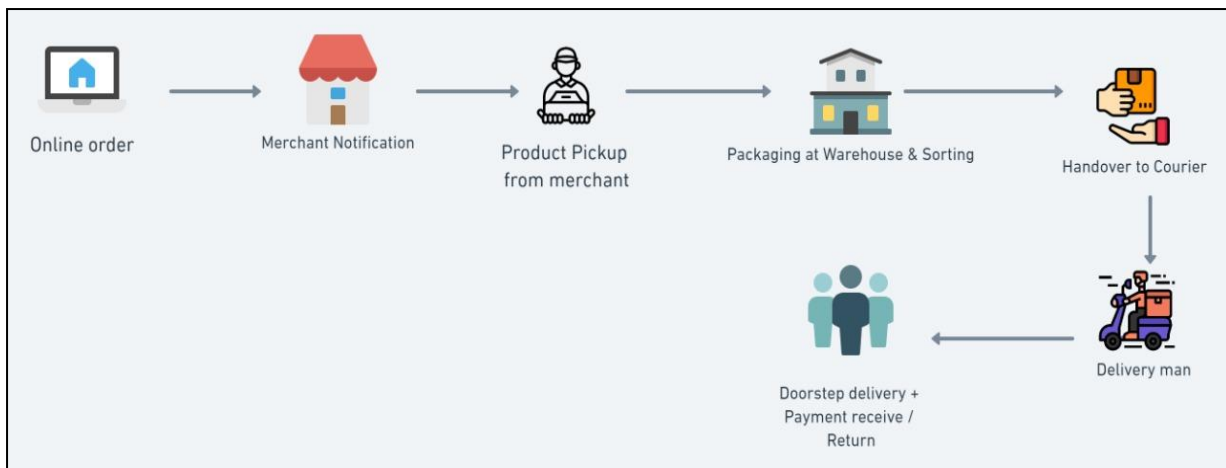 Online order
Merchant Notification
Product Pickup
from merchant
Packaging at Warehouse & Sorting
Handover to Courier
Delivery man
Doorstep delivery +
Payment receive /
Return